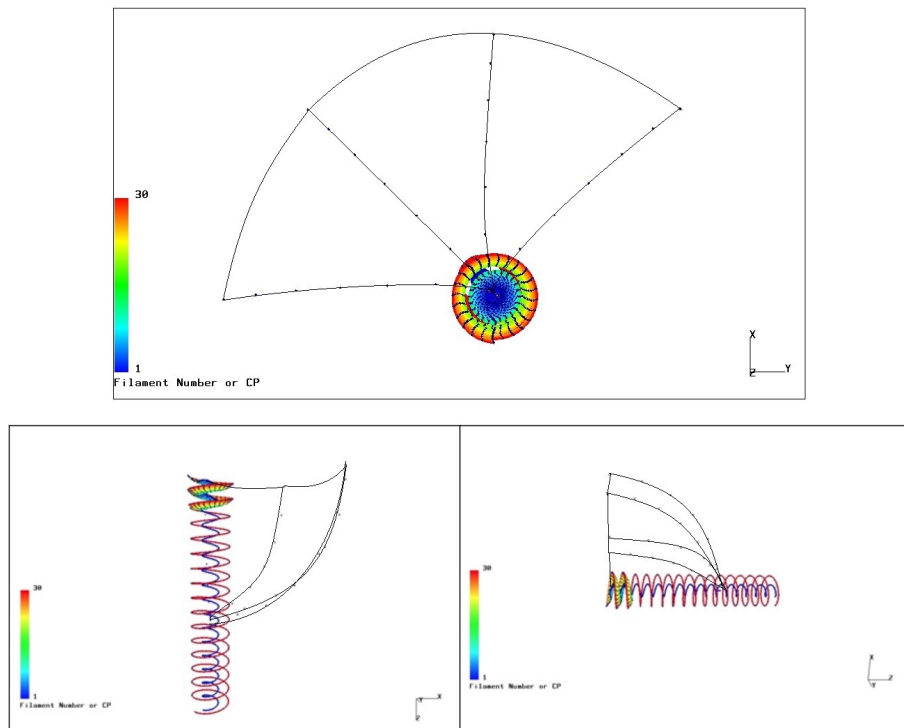 30
1
Filament Number or CP
X
Y
Z
30
1
Filament Number or CP
Y
X
Z
30
1
Filament Number or CP
X
Z
Y